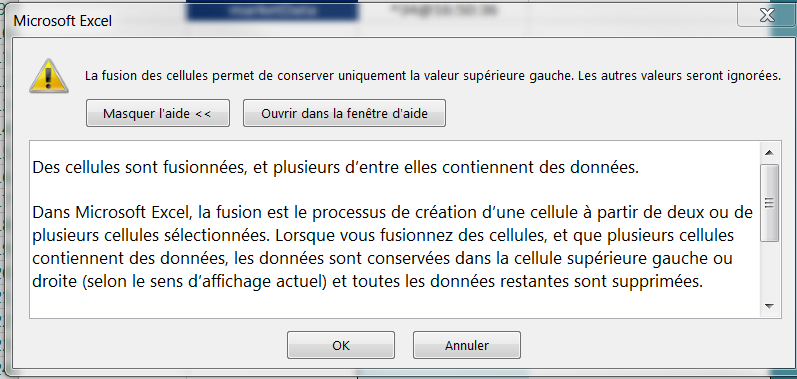 Microsoft Excel
La fusion des cellules permet de conserver uniquement la valeur supérieure gauche. Les autres valeurs seront ignorées.
Masquer l'aide << Ouvrir dans la fenêtre d'aide
Des cellules sont fusionnées, et plusieurs d'entre elles contiennent des données.
Dans Microsoft Excel, la fusion est le processus de création d'une cellule à partir de deux ou de
plusieurs cellules sélectionnées. Lorsque vous fusionnez des cellules, et que plusieurs cellules
contiennent des données, les données sont conservées dans la cellule supérieure gauche ou
droite (selon le sens d'affichage actuel) et toutes les données restantes sont supprimées.
OK Annuler